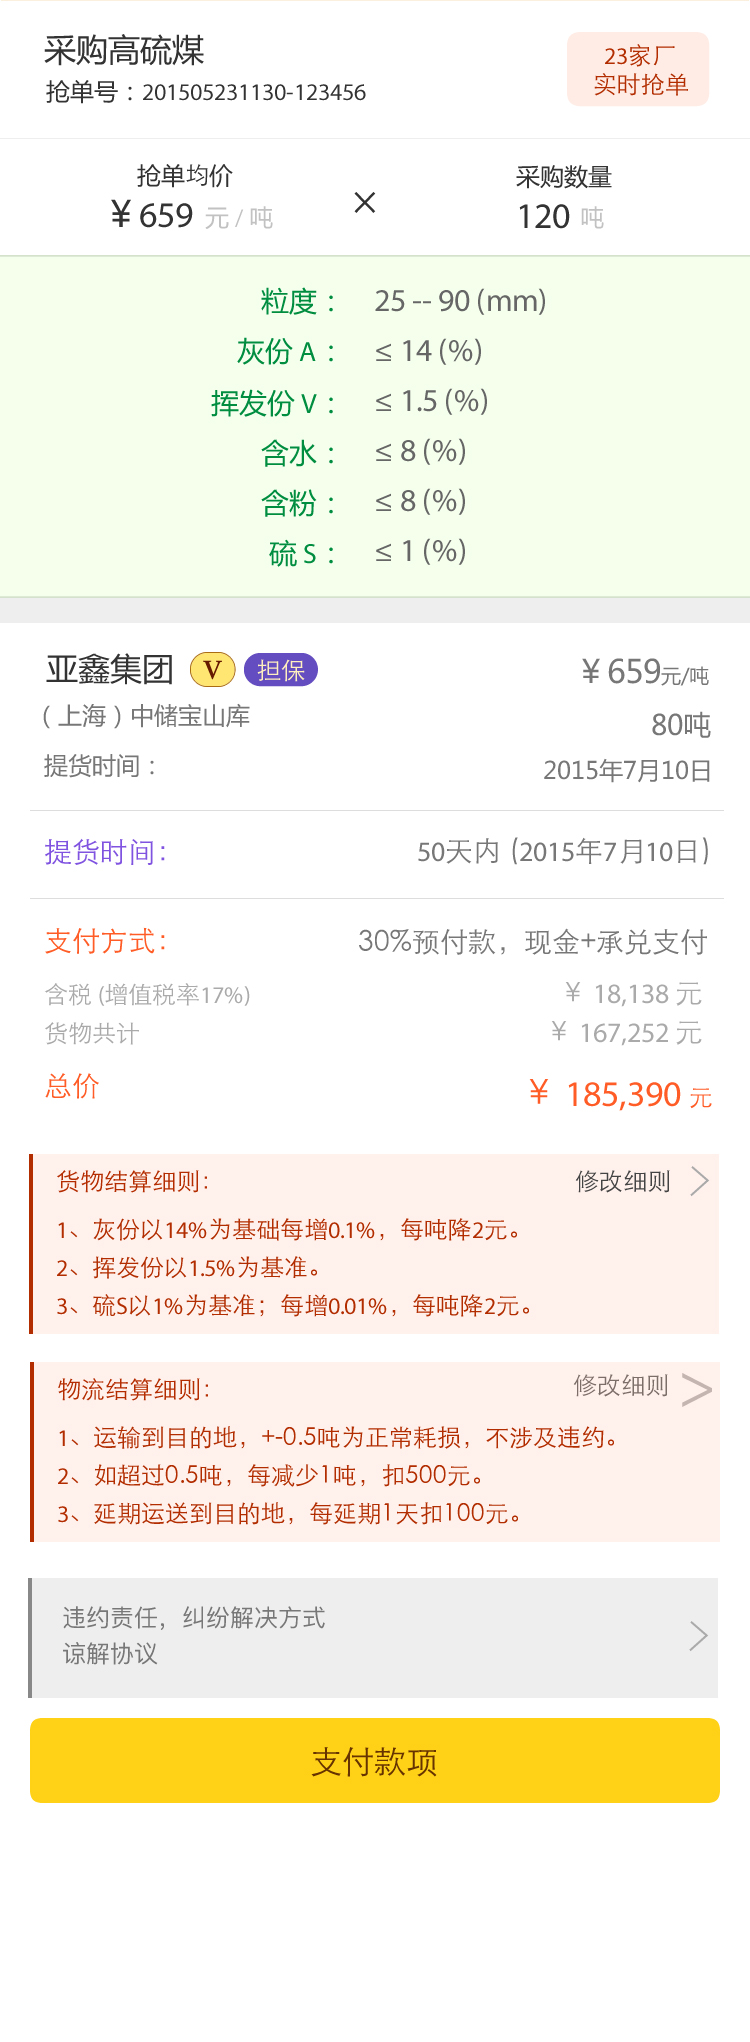 采购高硫煤
抢单号：201505231130-123456
23家厂
实时抢单
抢单均价
¥ 659 元 / 吨
×
采购数量
120 吨
粒度： 25 -- 90 (mm)
灰份 A： ≤ 14 (%)
挥发份 V： ≤ 1.5 (%)
含水： ≤ 8 (%)
含粉： ≤ 8 (%)
硫 S： ≤ 1 (%)
亚鑫集团 V 担保 ¥ 659元/吨
（上海）中储宝山库 80吨
提货时间： 2015年7月10日
提货时间: 50天内 (2015年7月10日)
支付方式: 30%预付款，现金+承兑支付
含税 (增值税率17%) ¥ 18,138 元
货物共计 ¥ 167,252 元
总价 ¥ 185,390 元
货物结算细则: 修改细则
1、灰份以14%为基础每增0.1%，每吨降2元。
2、挥发份以1.5%为基准。
3、硫S以1%为基准；每增0.01%，每吨降2元。
物流结算细则: 修改细则
1、运输到目的地，+-0.5吨为正常耗损，不涉及违约。
2、如超过0.5吨，每减少1吨，扣500元。
3、延期运送到目的地，每延期1天扣100元。
违约责任，纠纷解决方式
谅解协议
支付款项